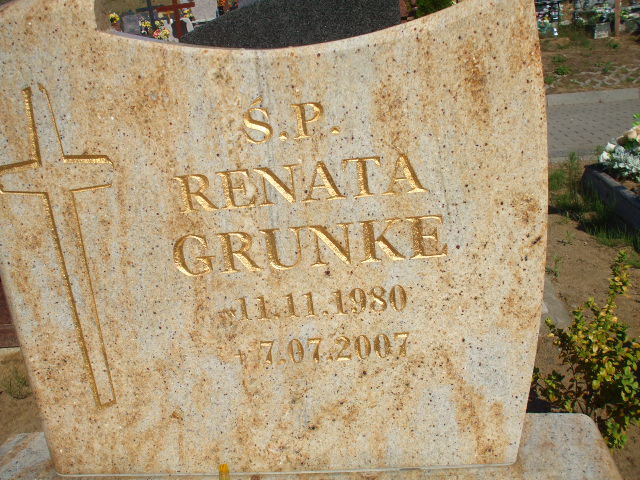 Ś.P.
RENATA
GRUNKE
*11.11.1980
+7.07.2007